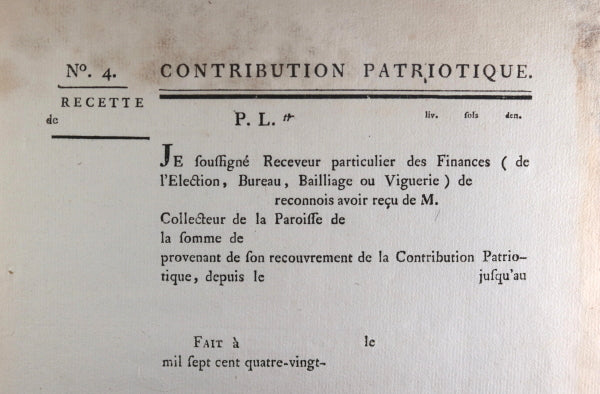 Nº. 4. CONTRIBUTION PATRIOTIQUE.
RECETTE
de
P. L. ₶ liv. ſols den.
JE ſouſſigné Receveur particulier des Finances ( de
l'Election, Bureau, Bailliage ou Viguerie ) de
reconnois avoir reçu de M.
Collecteur de la Paroiſſe de
la ſomme de
provenant de ſon recouvrement de la Contribution Patrio-
tique, depuis le juſqu'au
FAIT à le
mil ſept cent quatre-vingt-